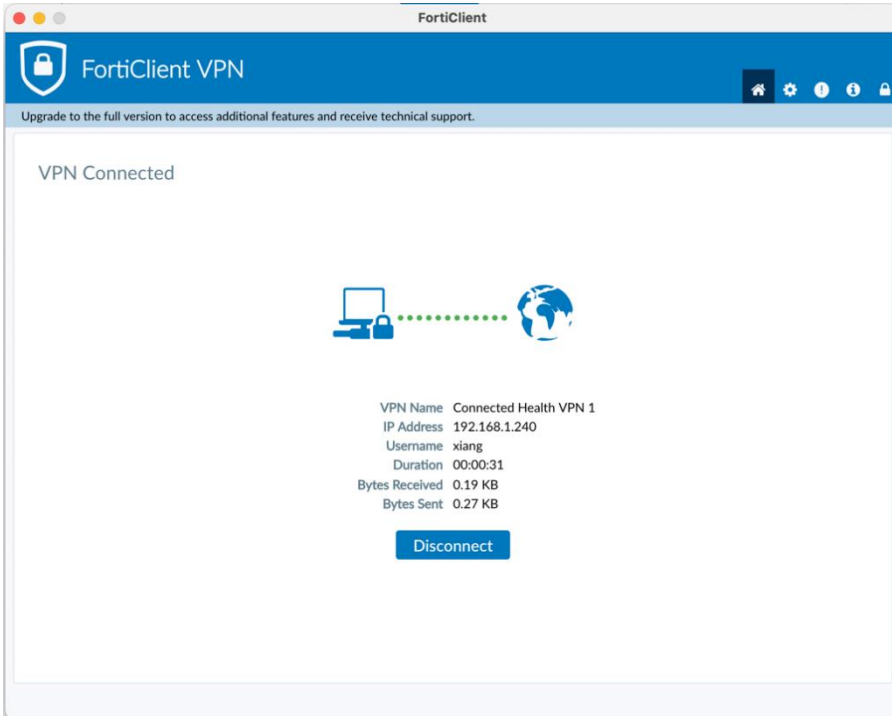 FortiClient
FortiClient VPN
Upgrade to the full version to access additional features and receive technical support.
VPN Connected
VPN Name Connected Health VPN 1
IP Address 192.168.1.240
Username xiang
Duration 00:00:31
Bytes Received 0.19 KB
Bytes Sent 0.27 KB
Disconnect